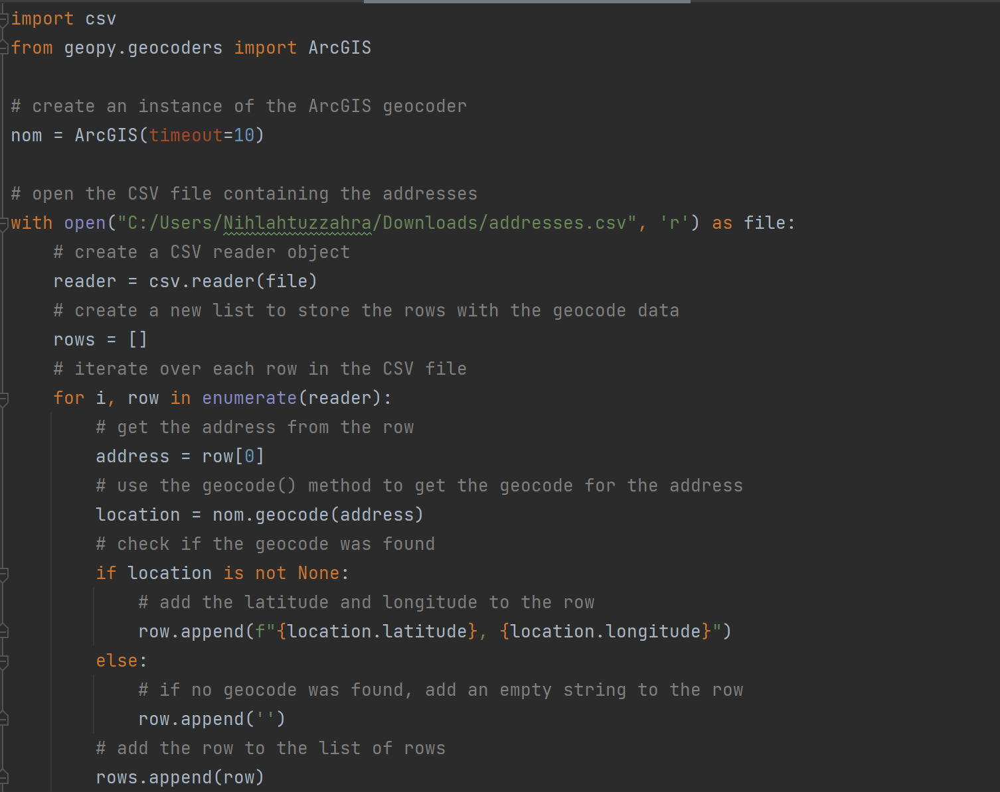 import csv
from geopy.geocoders import ArcGIS
# create an instance of the ArcGIS geocoder
nom = ArcGIS(timeout=10)
# open the CSV file containing the addresses
with open("C:/Users/Nihlahtuzzahra/Downloads/addresses.csv", 'r') as file:
    # create a CSV reader object
    reader = csv.reader(file)
    # create a new list to store the rows with the geocode data
    rows = []
    # iterate over each row in the CSV file
    for i, row in enumerate(reader):
        # get the address from the row
        address = row[0]
        # use the geocode() method to get the geocode for the address
        location = nom.geocode(address)
        # check if the geocode was found
        if location is not None:
            # add the latitude and longitude to the row
            row.append(f"{location.latitude}, {location.longitude}")
        else:
            # if no geocode was found, add an empty string to the row
            row.append('')
        # add the row to the list of rows
        rows.append(row)